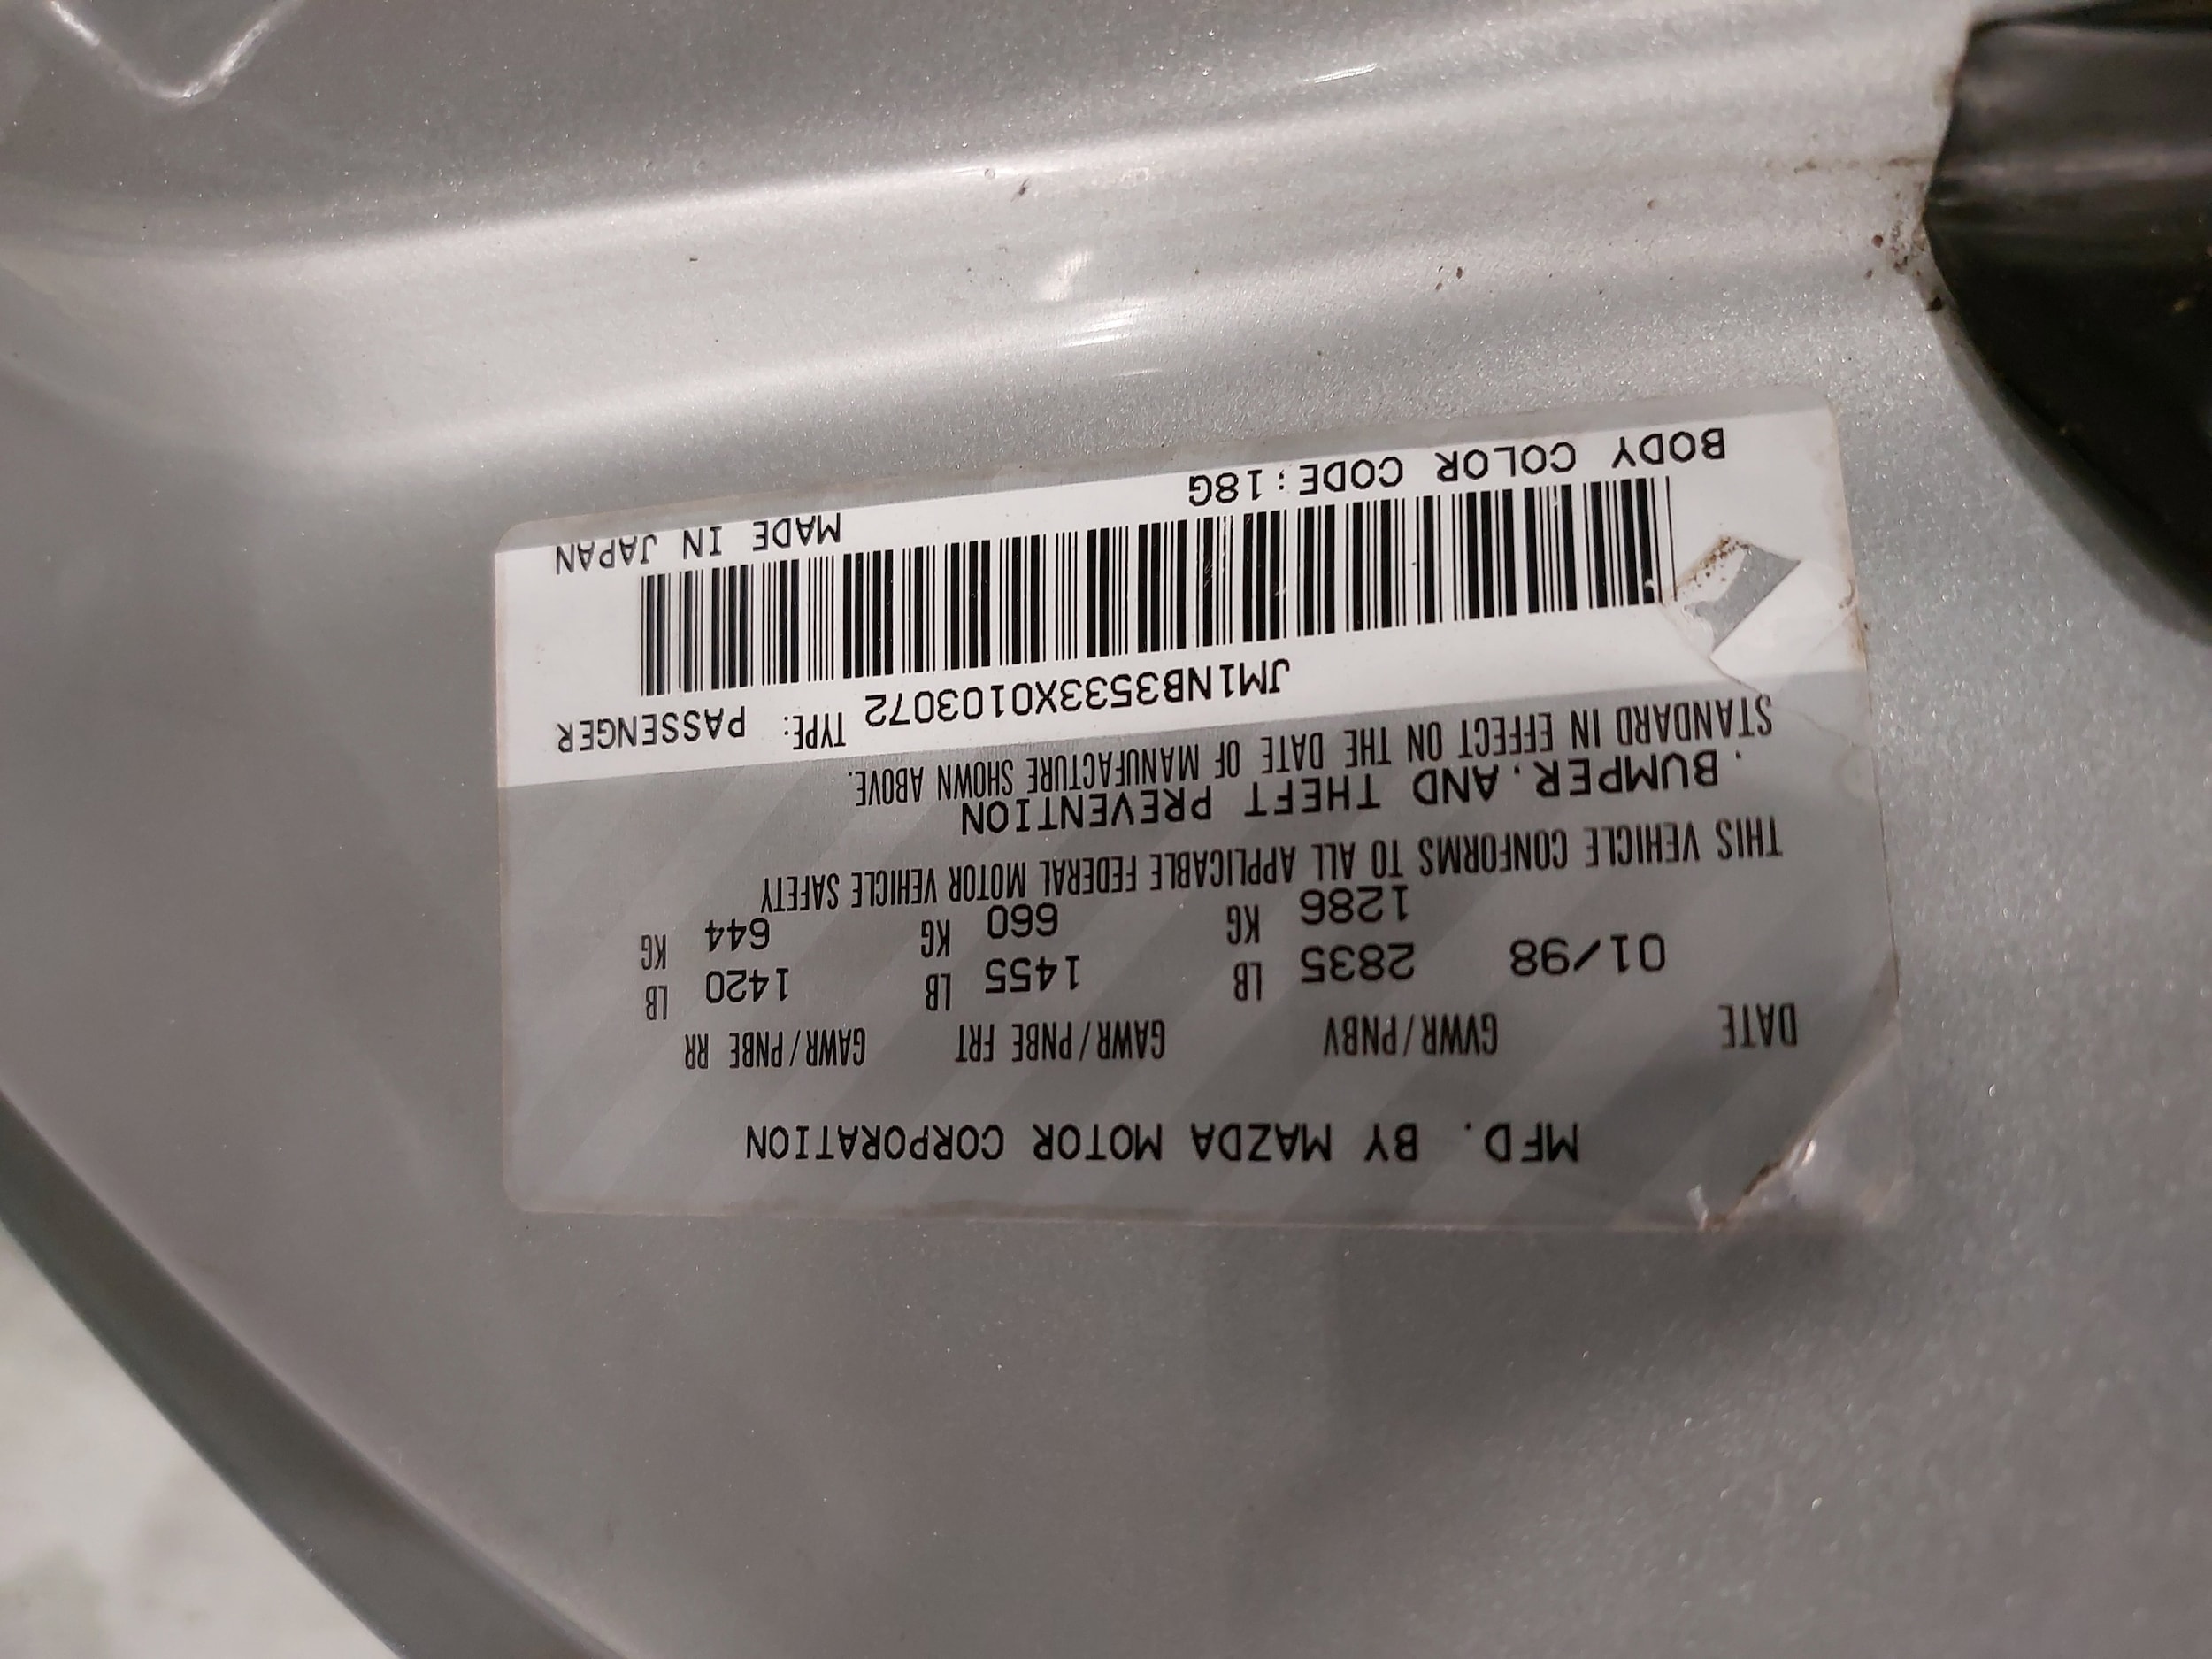 MFD. BY MAZDA MOTOR CORPORATION
DATE GVWR/PNBV GAWR/PNBE FRT GAWR/PNBE RR
01/98 2835 LB 1455 LB 1420 LB
1286 KG 660 KG 644 KG
THIS VEHICLE CONFORMS TO ALL APPLICABLE FEDERAL MOTOR VEHICLE SAFETY
.BUMPER.AND THEFT PREVENTION
STANDARD IN EFFECT ON THE DATE OF MANUFACTURE SHOWN ABOVE.
JM1NB3533X0103072 TYPE: PASSENGER
BODY COLOR CODE:18G MADE IN JAPAN